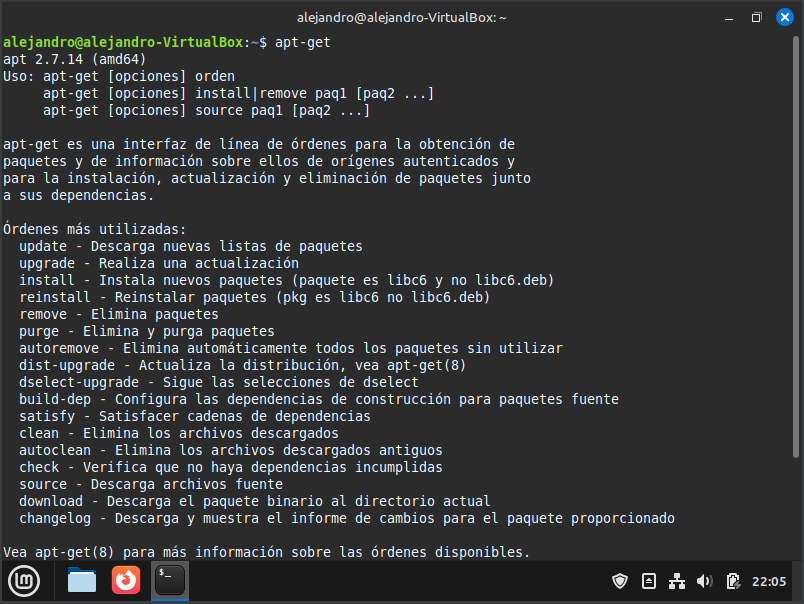 alejandro@alejandro-VirtualBox: ~
alejandro@alejandro-VirtualBox:~$ apt-get
apt 2.7.14 (amd64)
Uso: apt-get [opciones] orden
     apt-get [opciones] install|remove paq1 [paq2 ...]
     apt-get [opciones] source paq1 [paq2 ...]

apt-get es una interfaz de línea de órdenes para la obtención de
paquetes y de información sobre ellos de orígenes autenticados y
para la instalación, actualización y eliminación de paquetes junto
a sus dependencias.

Órdenes más utilizadas:
  update - Descarga nuevas listas de paquetes
  upgrade - Realiza una actualización
  install - Instala nuevos paquetes (paquete es libc6 y no libc6.deb)
  reinstall - Reinstalar paquetes (pkg es libc6 no libc6.deb)
  remove - Elimina paquetes
  purge - Elimina y purga paquetes
  autoremove - Elimina automáticamente todos los paquetes sin utilizar
  dist-upgrade - Actualiza la distribución, vea apt-get(8)
  dselect-upgrade - Sigue las selecciones de dselect
  build-dep - Configura las dependencias de construcción para paquetes fuente
  satisfy - Satisfacer cadenas de dependencias
  clean - Elimina los archivos descargados
  autoclean - Elimina los archivos descargados antiguos
  check - Verifica que no haya dependencias incumplidas
  source - Descarga archivos fuente
  download - Descarga el paquete binario al directorio actual
  changelog - Descarga y muestra el informe de cambios para el paquete proporcionado

Vea apt-get(8) para más información sobre las órdenes disponibles.
$_
22:05